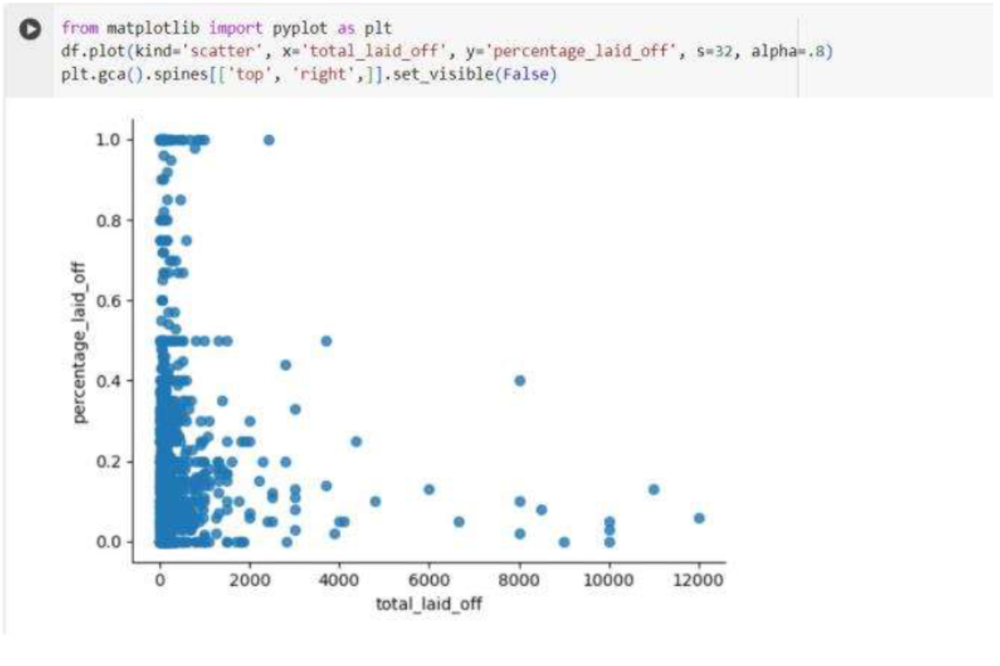 from matplotlib import pyplot as plt
df.plot(kind='scatter', x='total_laid_off', y='percentage_laid_off', s=32, alpha=.8)
plt.gca().spines[['top', 'right',]].set_visible(False)
1.0
0.8
0.6
0.4
0.2
0.0
percentage_laid_off
0 2000 4000 6000 8000 10000 12000
total_laid_off